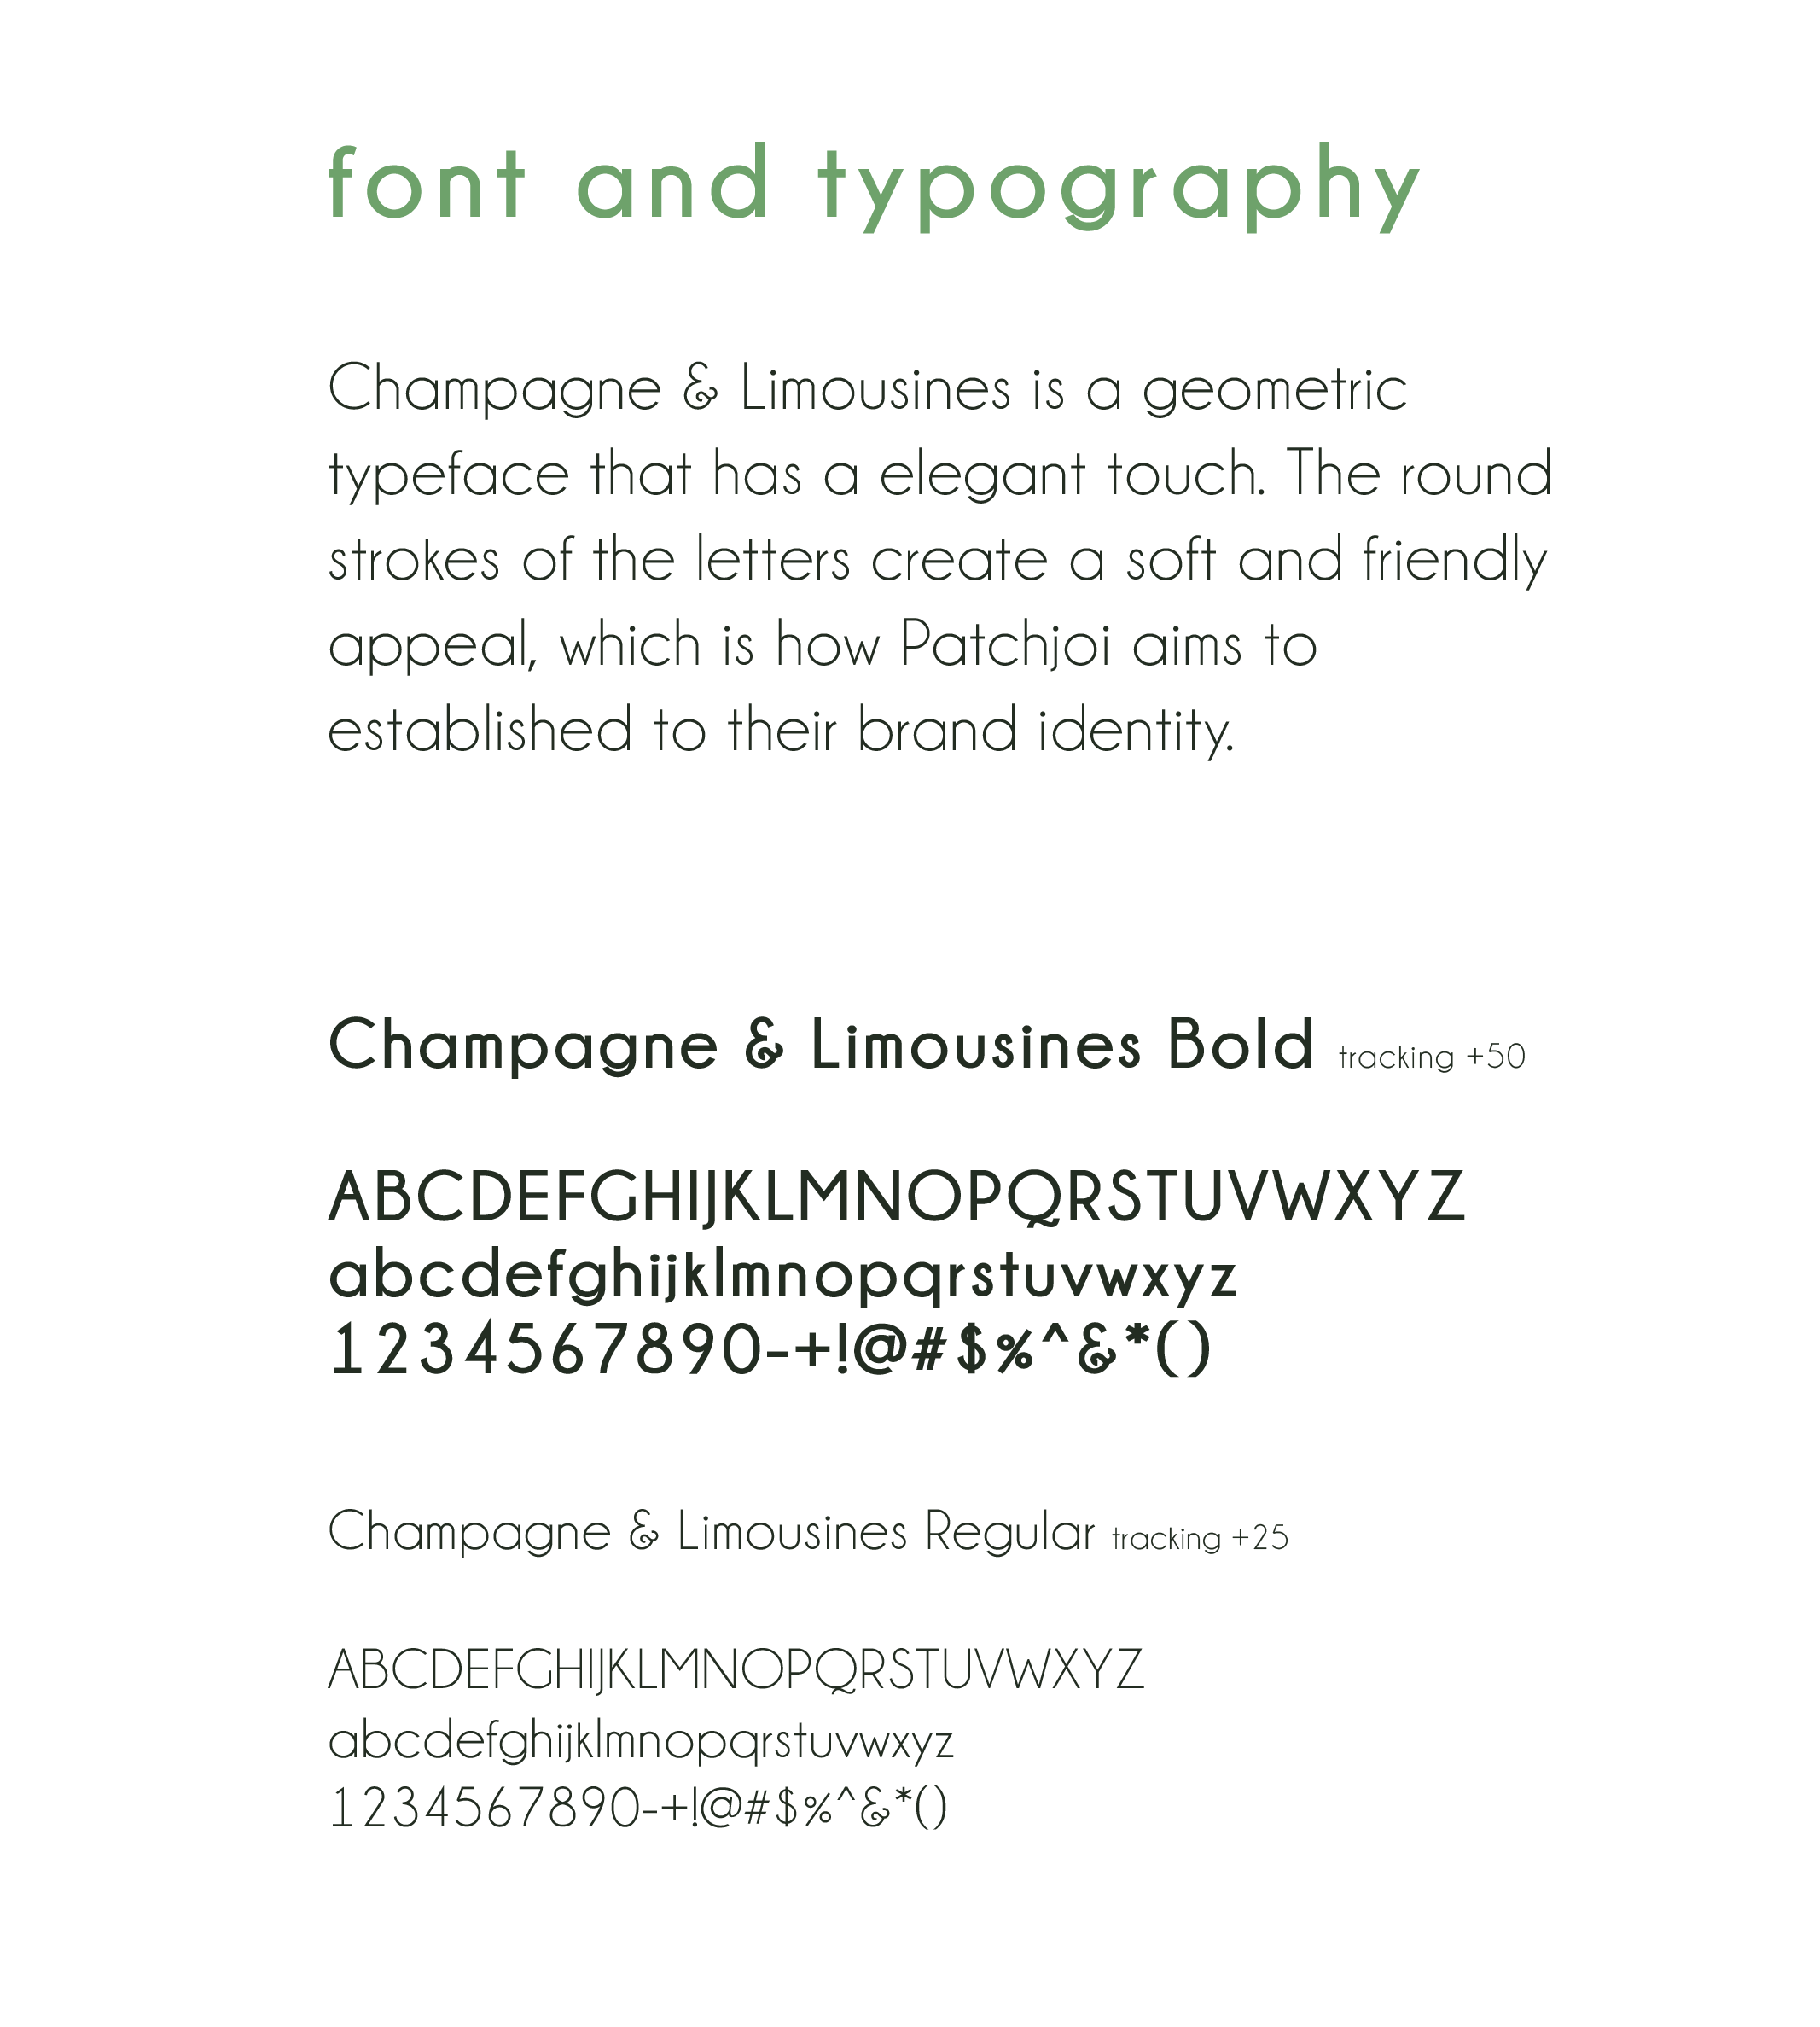 font and typography
Champagne & Limousines is a geometric
typeface that has a elegant touch. The round
strokes of the letters create a soft and friendly
appeal, which is how Patchjoi aims to
established to their brand identity.
Champagne & Limousines Bold tracking +50
ABCDEFGHIJKLMNOPQRSTUVWXYZ
abcdefghijklmnopqrstuvwxyz
1234567890-+!@#$%^&*()
Champagne & Limousines Regular tracking +25
ABCDEFGHIJKLMNOPQRSTUVWXYZ
abcdefghijklmnopqrstuvwxyz
1234567890-+!@#$%^&*()